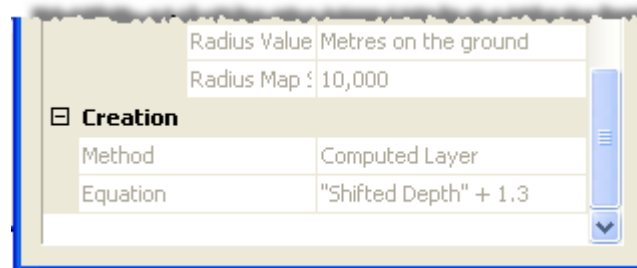 Radius Value Metres on the ground
Radius Map 10,000
Creation
Method Computed Layer
Equation "Shifted Depth" + 1.3